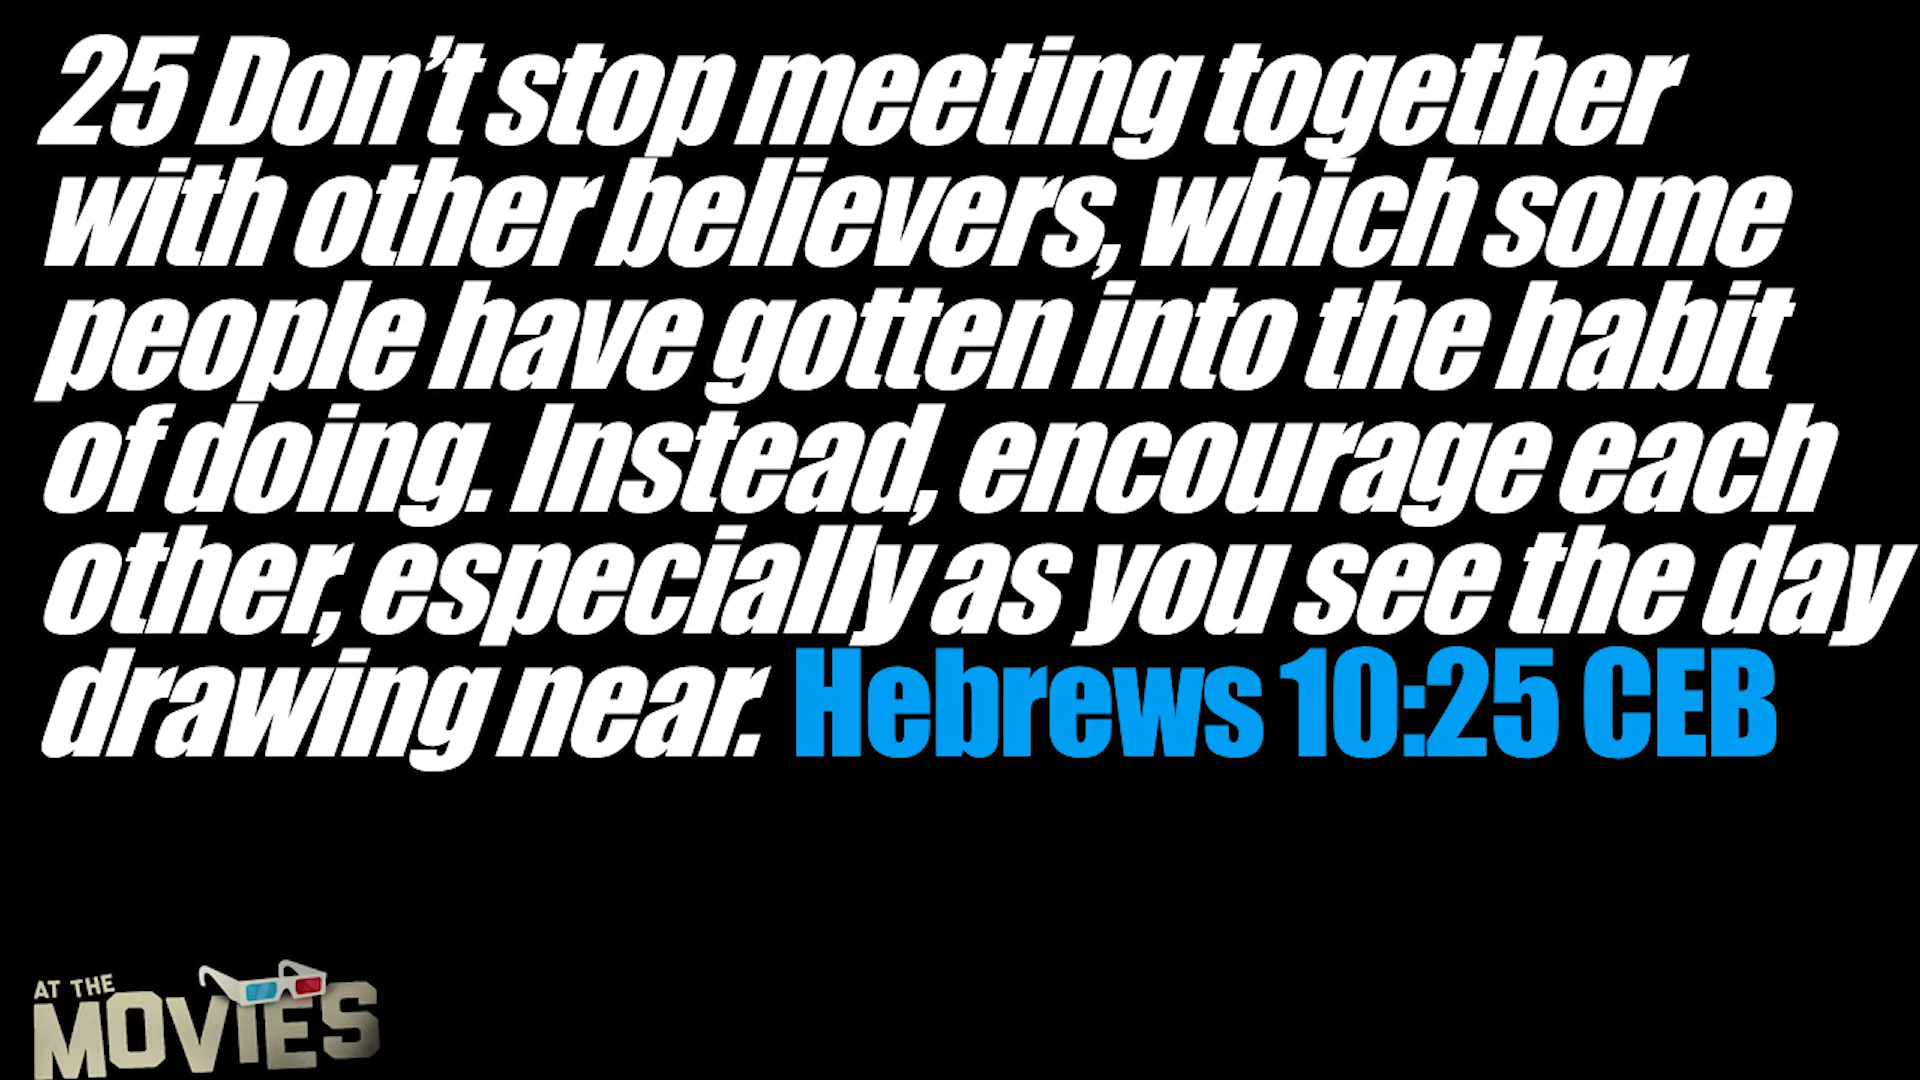 25 Don’t stop meeting together
with other believers, which some
people have gotten into the habit
of doing. Instead, encourage each
other, especially as you see the day
drawing near. Hebrews 10:25 CEB
AT THE
MOVIES